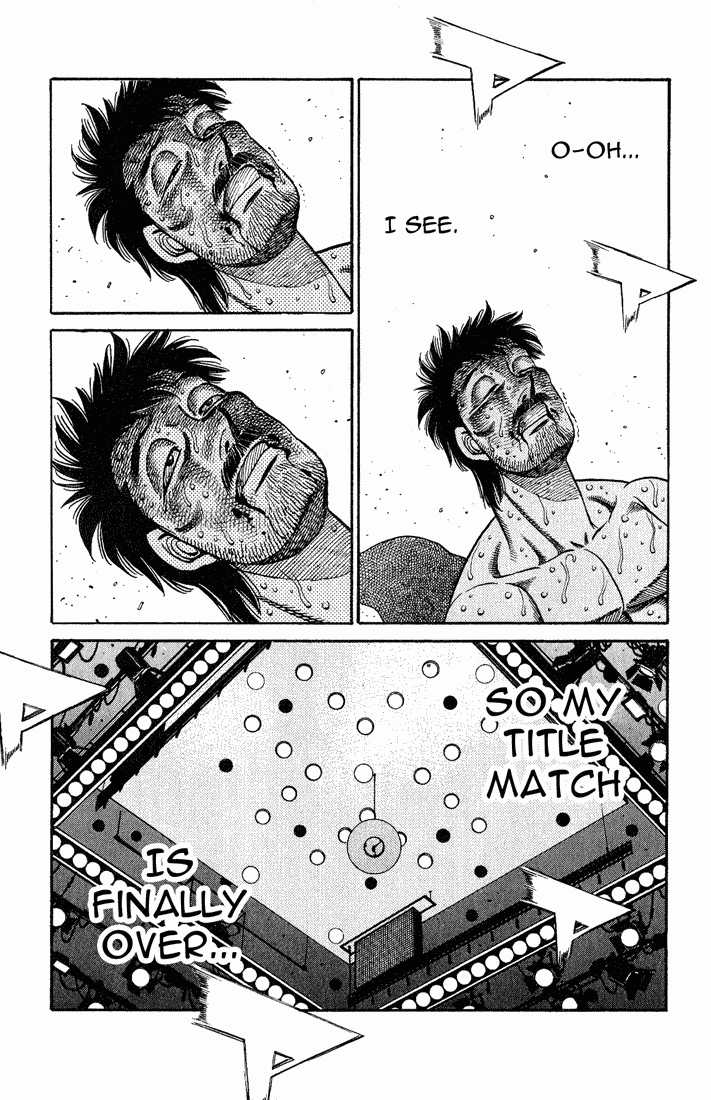 O-OH...
I SEE.
SO MY
TITLE
MATCH
IS
FINALLY
OVER...